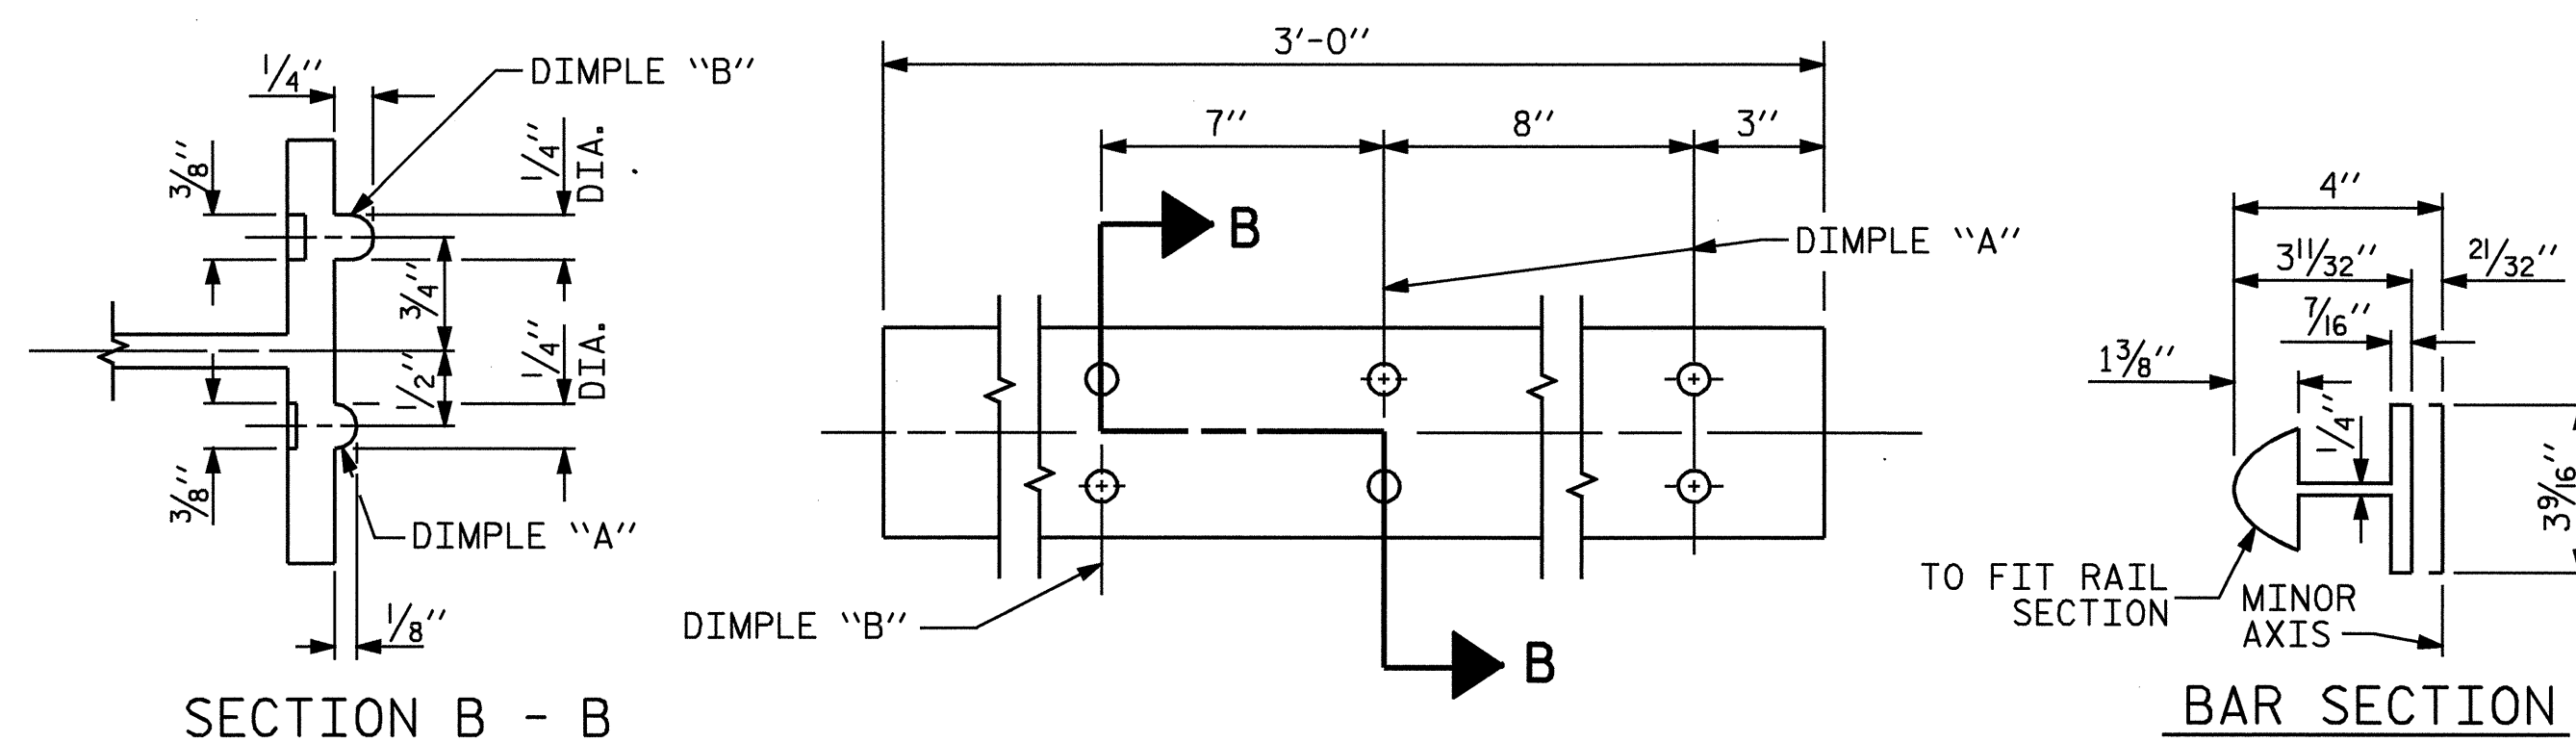 1/4"
DIMPLE "B"
3/8"
1/4" DIA.
3/4"
1/2"
1/4" DIA.
3/8"
DIMPLE "A"
1/8"
SECTION B - B
3'-0"
7"
8"
3"
B
DIMPLE "A"
DIMPLE "B"
B
4"
3 11/32"
21/32"
7/16"
1 3/8"
1/4"
3 9/16"
TO FIT RAIL
SECTION
MINOR
AXIS
BAR SECTION